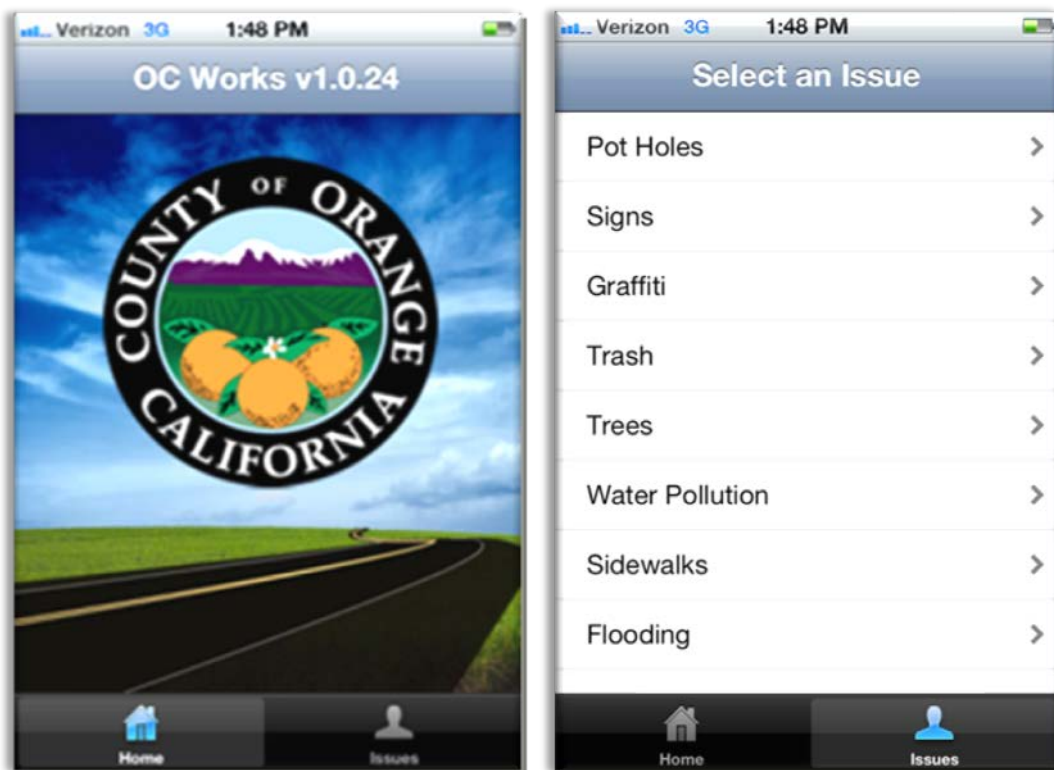 Verizon 3G 1:48 PM
OC Works v1.0.24
COUNTY OF ORANGE
CALIFORNIA
Home Issues
Verizon 3G 1:48 PM
Select an Issue
Pot Holes
Signs
Graffiti
Trash
Trees
Water Pollution
Sidewalks
Flooding
Home Issues